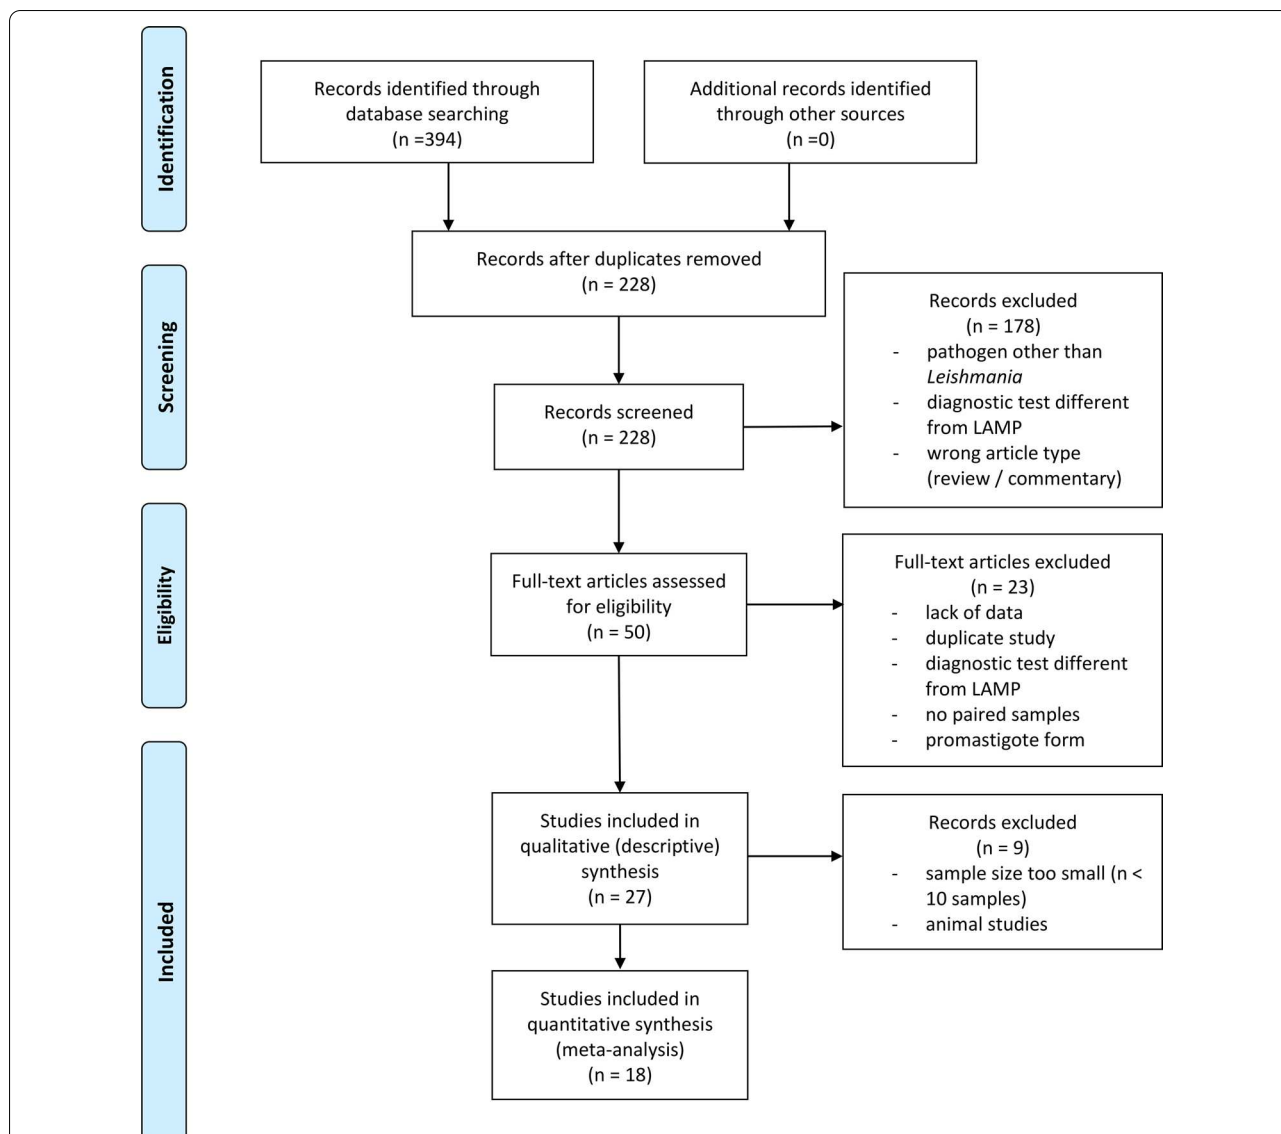 Identification
Records identified through
database searching
(n =394)
Additional records identified
through other sources
(n =0)
Records after duplicates removed
(n = 228)
Screening
Records screened
(n = 228)
Records excluded
(n = 178)
- pathogen other than
Leishmania
- diagnostic test different
from LAMP
- wrong article type
(review / commentary)
Eligibility
Full-text articles assessed
for eligibility
(n = 50)
Full-text articles excluded
(n = 23)
- lack of data
- duplicate study
- diagnostic test different
from LAMP
- no paired samples
- promastigote form
Included
Studies included in
qualitative (descriptive)
synthesis
(n = 27)
Records excluded
(n = 9)
- sample size too small (n <
10 samples)
- animal studies
Studies included in
quantitative synthesis
(meta-analysis)
(n = 18)